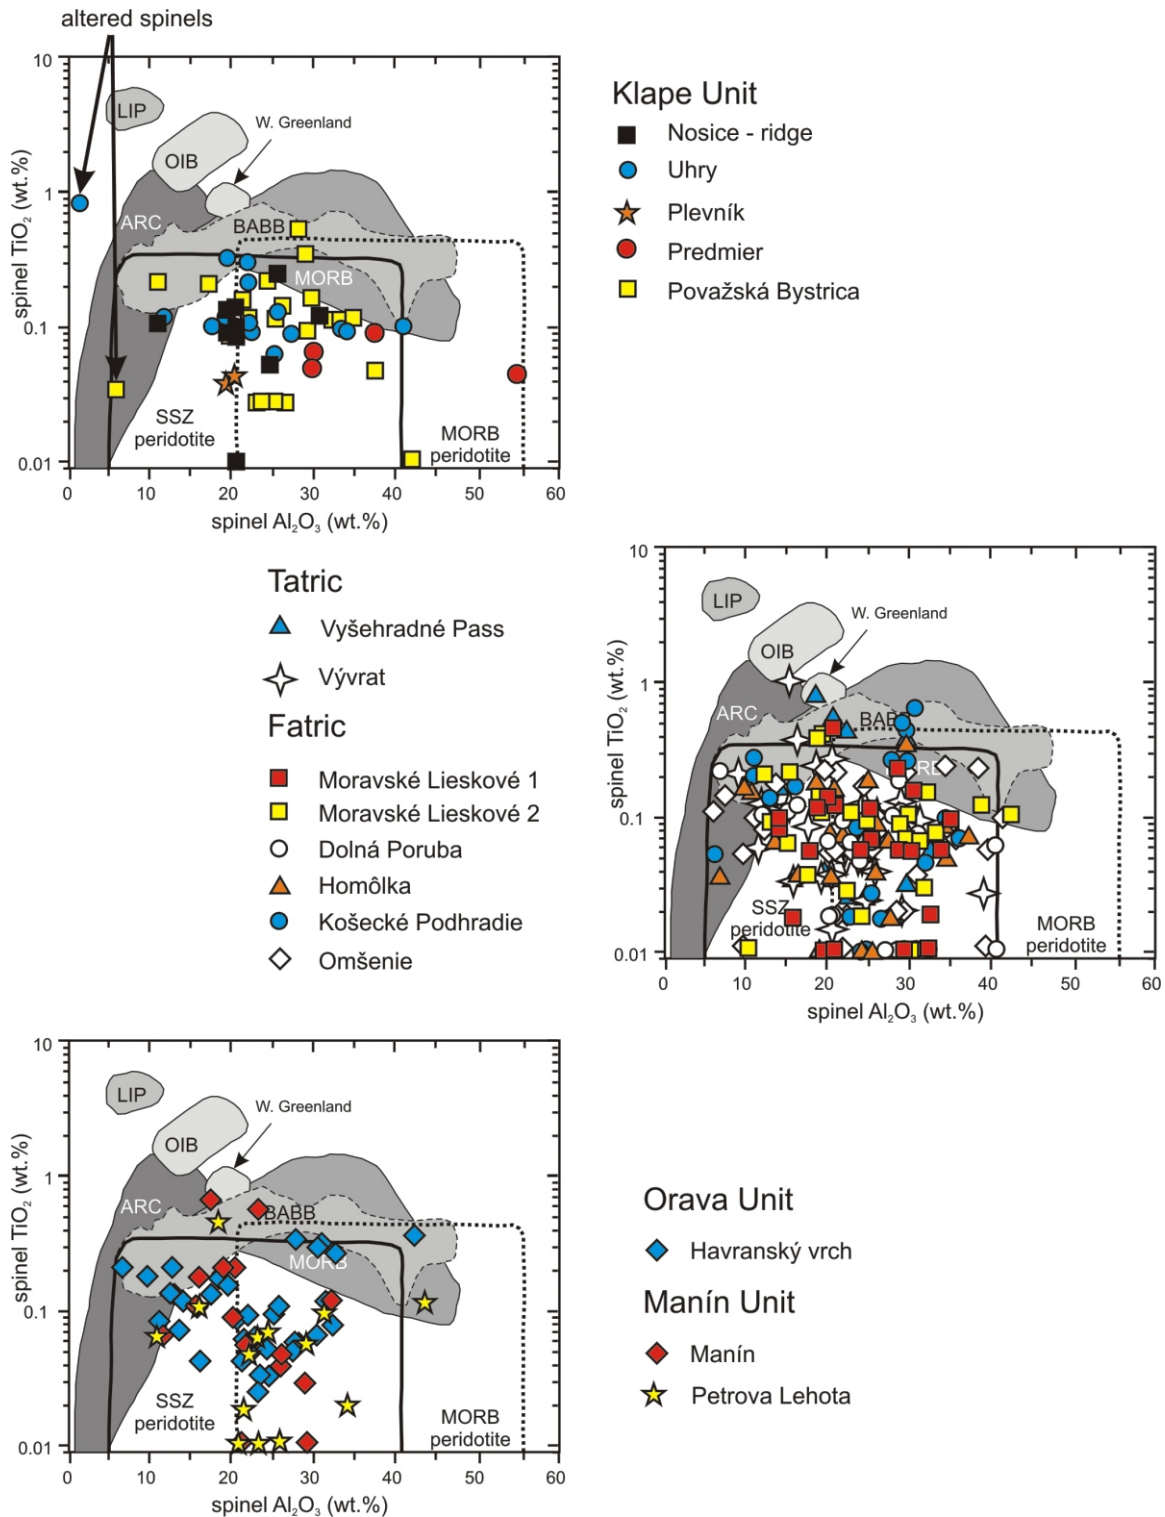 altered spinels
10
1
0.1
0.01
spinel TiO₂ (wt.%)
LIP
OIB
W. Greenland
ARC
BABB
MORB
SSZ
peridotite
MORB
peridotite
0 10 20 30 40 50 60
spinel Al₂O₃ (wt.%)
Klape Unit
Nosice - ridge
Uhry
Plevník
Predmier
Považská Bystrica
Tatric
Vyšehradné Pass
Vývrat
Fatric
Moravské Lieskové 1
Moravské Lieskové 2
Dolná Poruba
Homôlka
Košecké Podhradie
Omšenie
10
1
0.1
0.01
spinel TiO₂ (wt.%)
LIP
OIB
W. Greenland
ARC
SSZ
peridotite
MORB
peridotite
0 10 20 30 40 50 60
spinel Al₂O₃ (wt.%)
10
1
0.1
0.01
spinel TiO₂ (wt.%)
LIP
OIB
W. Greenland
ARC
BABB
MORB
SSZ
peridotite
MORB
peridotite
0 10 20 30 40 50 60
spinel Al₂O₃ (wt.%)
Orava Unit
Havranský vrch
Manín Unit
Manín
Petrova Lehota